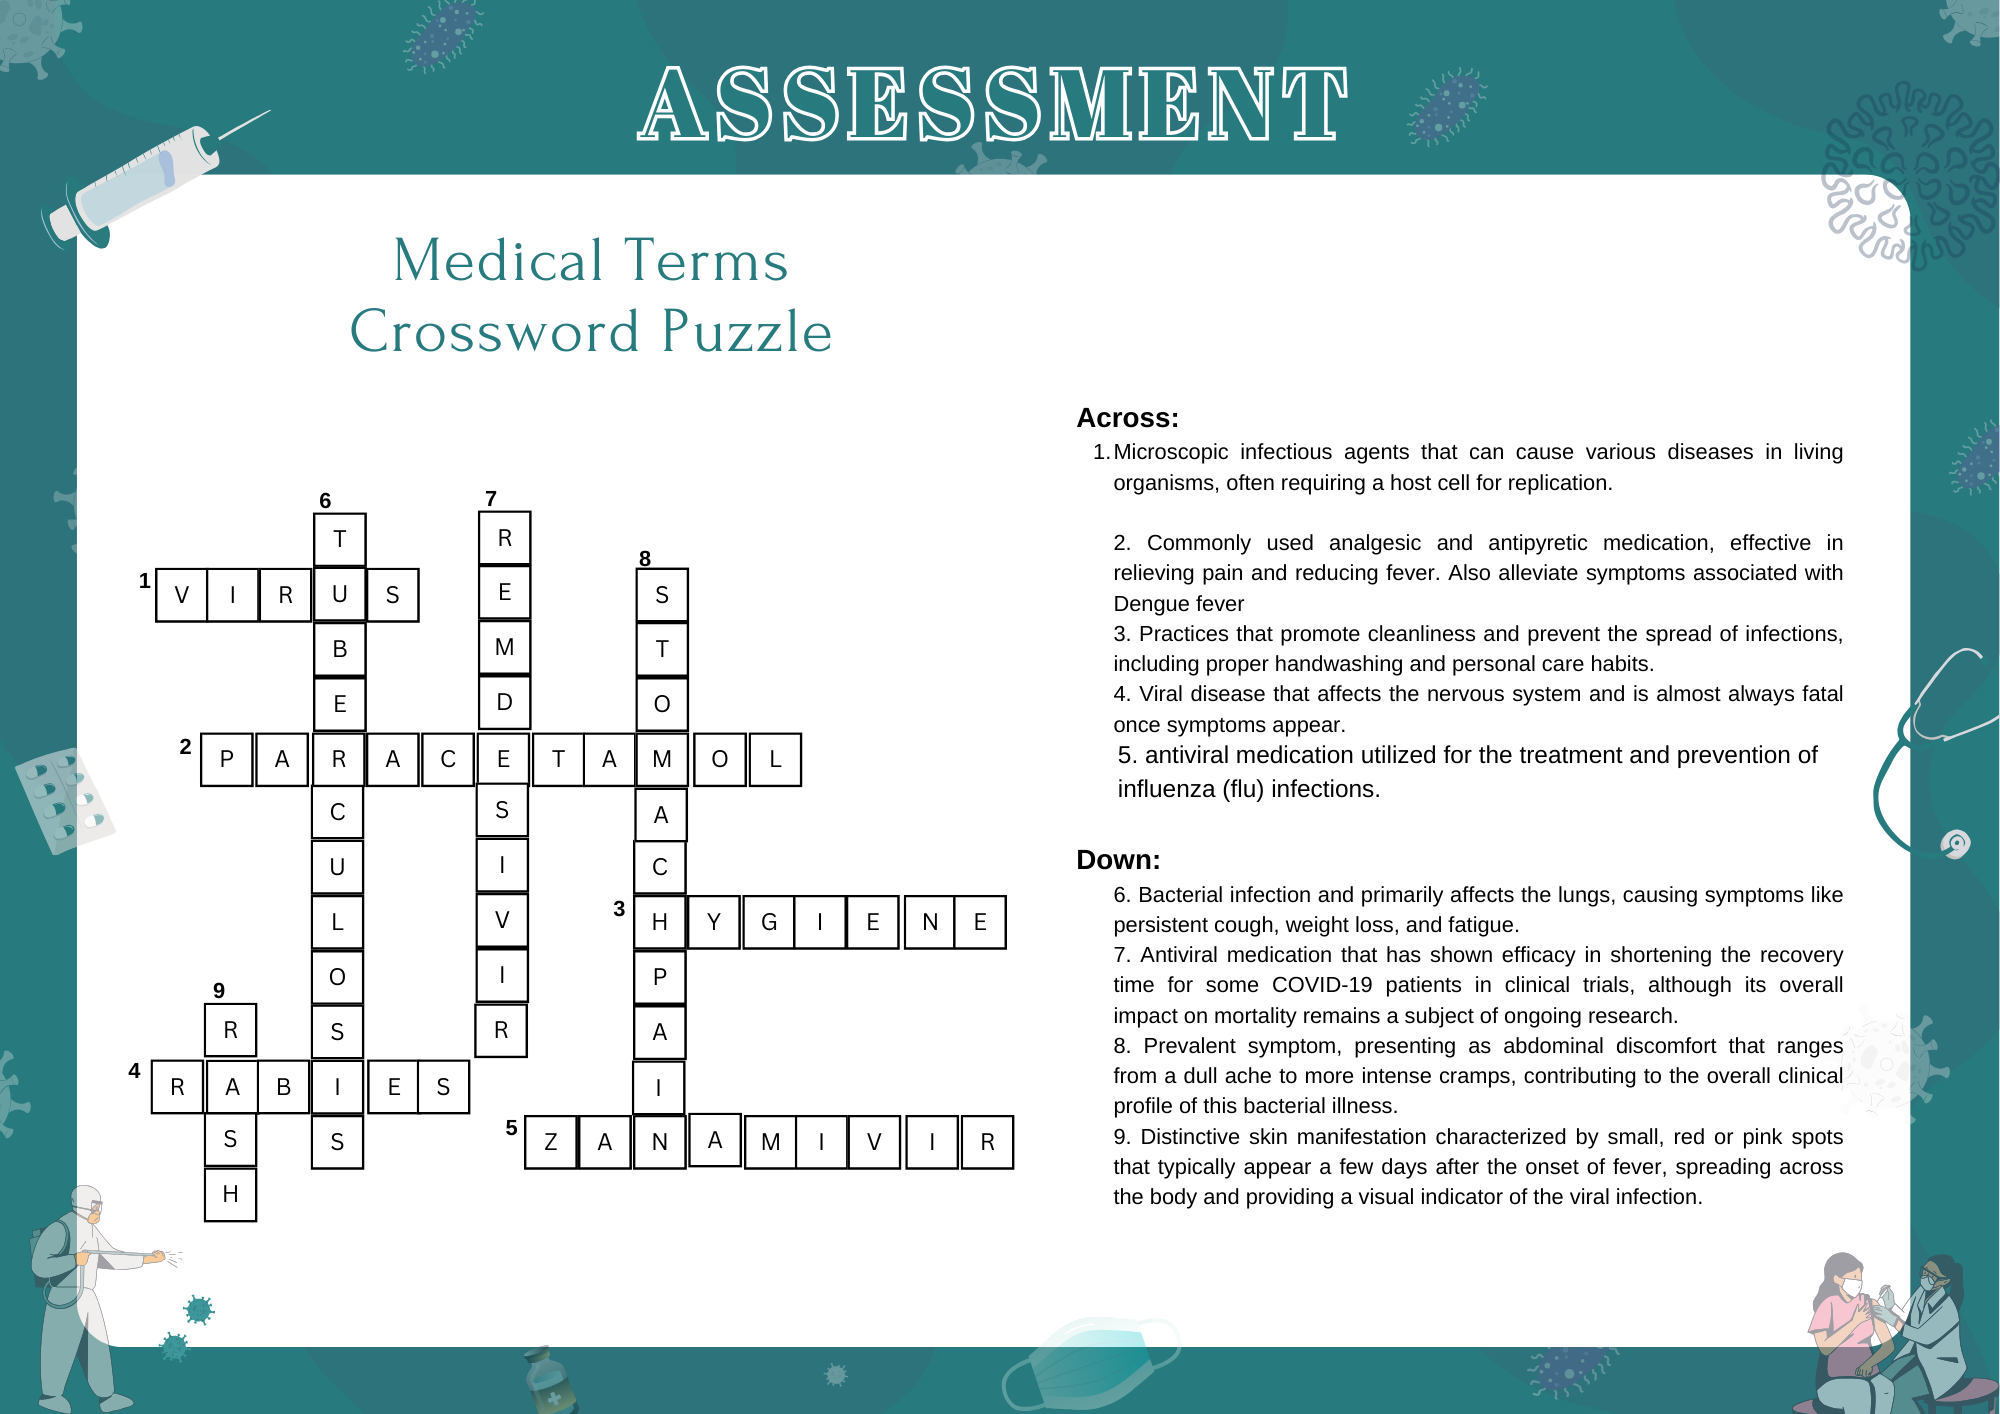 ASSESSMENT
Medical Terms
Crossword Puzzle
6
7
8
T
R
1 V I R U S
E
S
B
M
T
E
D
O
2 P A R A C E T A M O L
C
S
A
U
I
C
L
V
3 H Y G I E N E
O
I
P
9
R
S
R
A
4 R A B I E S
I
S
S
5 Z A N A M I V I R
H
Across:
1. Microscopic infectious agents that can cause various diseases in living
organisms, often requiring a host cell for replication.
2. Commonly used analgesic and antipyretic medication, effective in
relieving pain and reducing fever. Also alleviate symptoms associated with
Dengue fever
3. Practices that promote cleanliness and prevent the spread of infections,
including proper handwashing and personal care habits.
4. Viral disease that affects the nervous system and is almost always fatal
once symptoms appear.
5. antiviral medication utilized for the treatment and prevention of
influenza (flu) infections.
Down:
6. Bacterial infection and primarily affects the lungs, causing symptoms like
persistent cough, weight loss, and fatigue.
7. Antiviral medication that has shown efficacy in shortening the recovery
time for some COVID-19 patients in clinical trials, although its overall
impact on mortality remains a subject of ongoing research.
8. Prevalent symptom, presenting as abdominal discomfort that ranges
from a dull ache to more intense cramps, contributing to the overall clinical
profile of this bacterial illness.
9. Distinctive skin manifestation characterized by small, red or pink spots
that typically appear a few days after the onset of fever, spreading across
the body and providing a visual indicator of the viral infection.